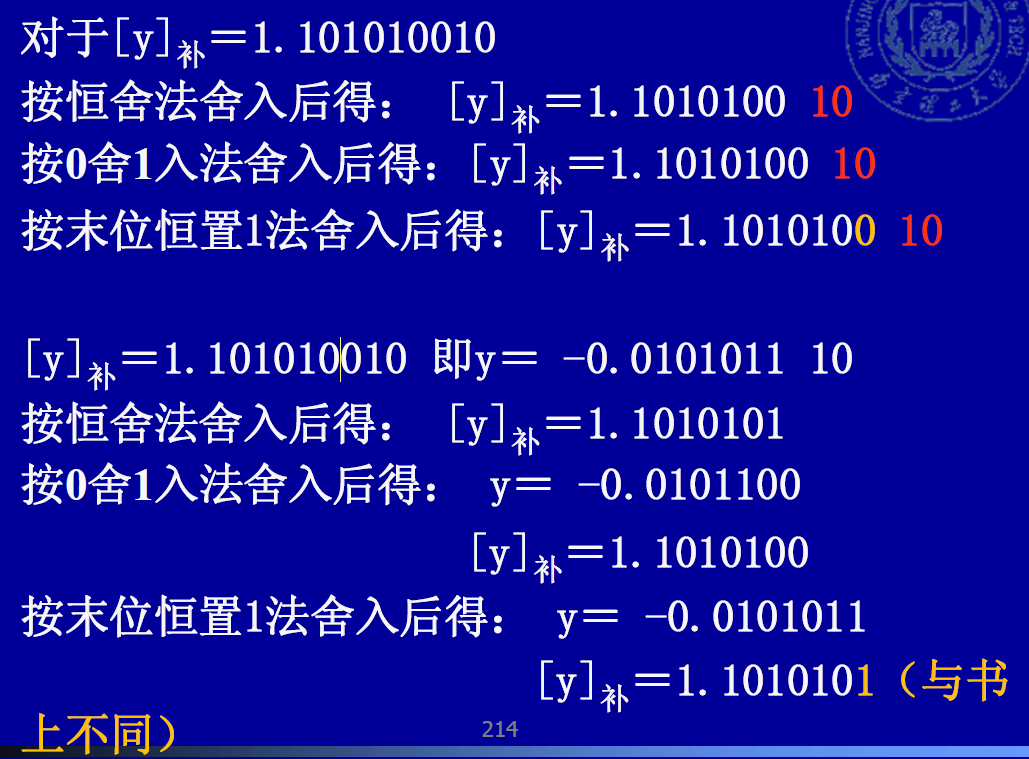 对于[y]补＝1.101010010
按恒舍法舍入后得： [y]补＝1.1010100 10
按0舍1入法舍入后得：[y]补＝1.1010100 10
按末位恒置1法舍入后得：[y]补＝1.1010100 10
[y]补＝1.101010010 即y＝ -0.0101011 10
按恒舍法舍入后得： [y]补＝1.1010101
按0舍1入法舍入后得： y＝ -0.0101100
[y]补＝1.1010100
按末位恒置1法舍入后得： y＝ -0.0101011
[y]补＝1.1010101（与书
上不同）
214